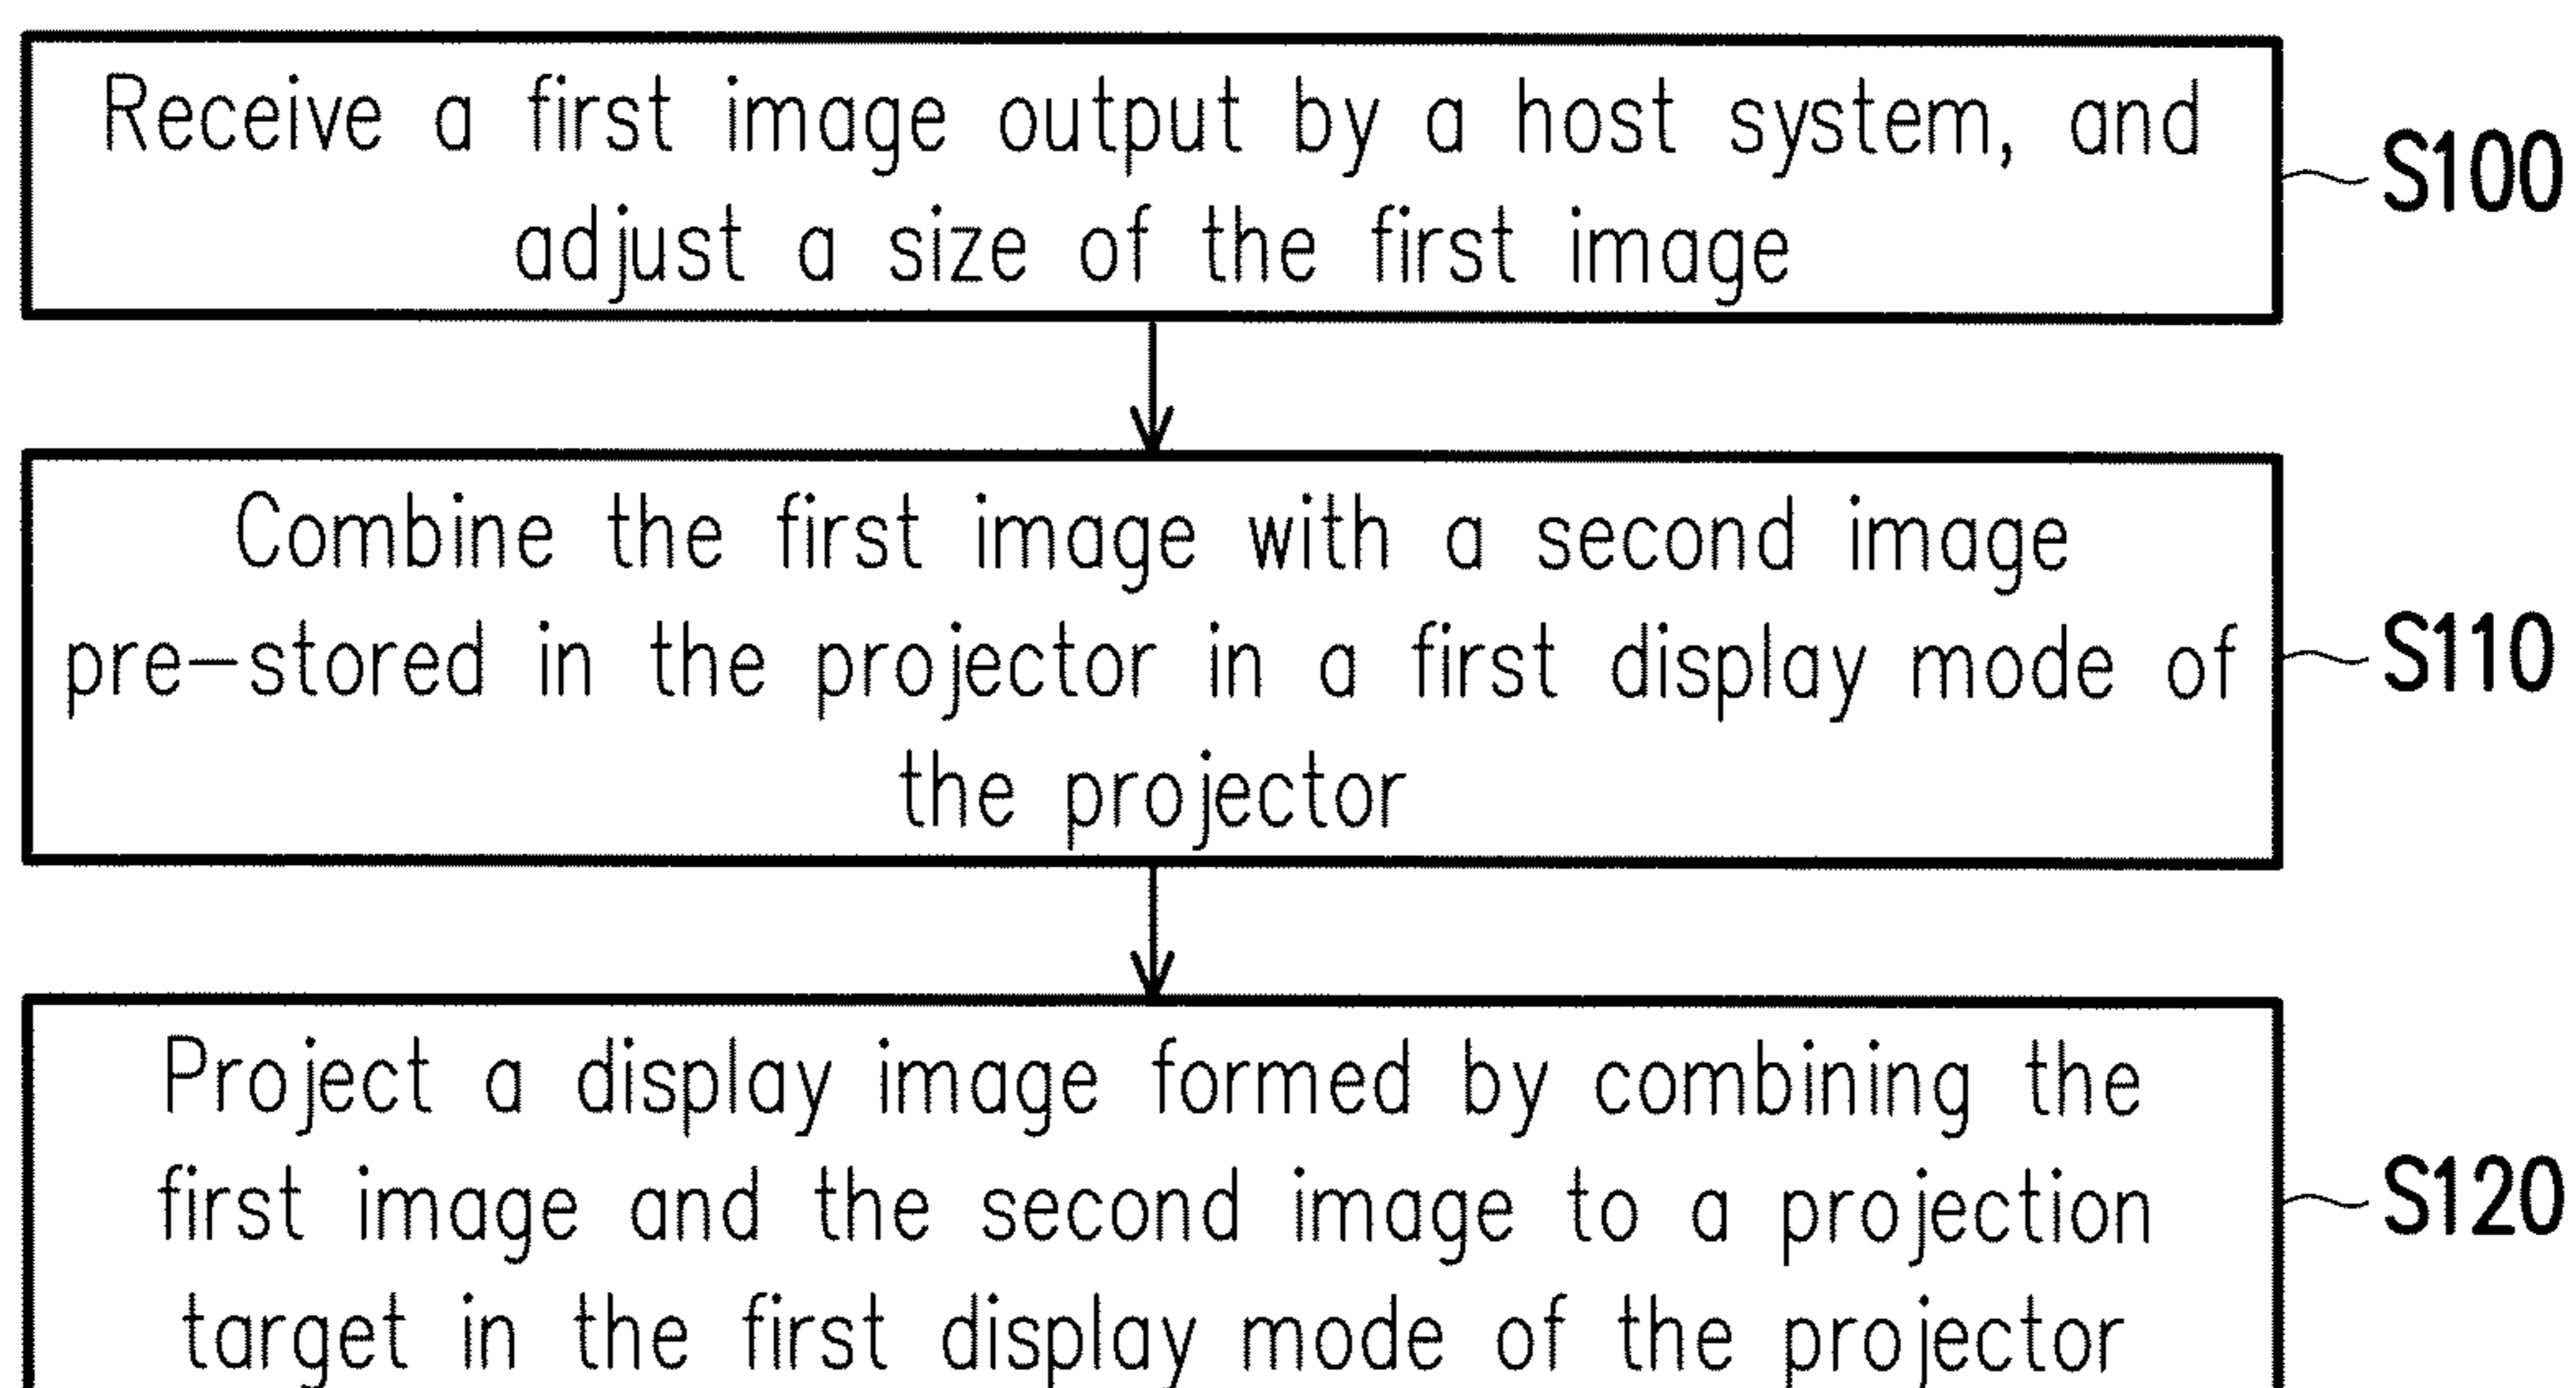 Receive a first image output by a host system, and
adjust a size of the first image
S100
Combine the first image with a second image
pre-stored in the projector in a first display mode of
the projector
S110
Project a display image formed by combining the
first image and the second image to a projection
target in the first display mode of the projector
S120